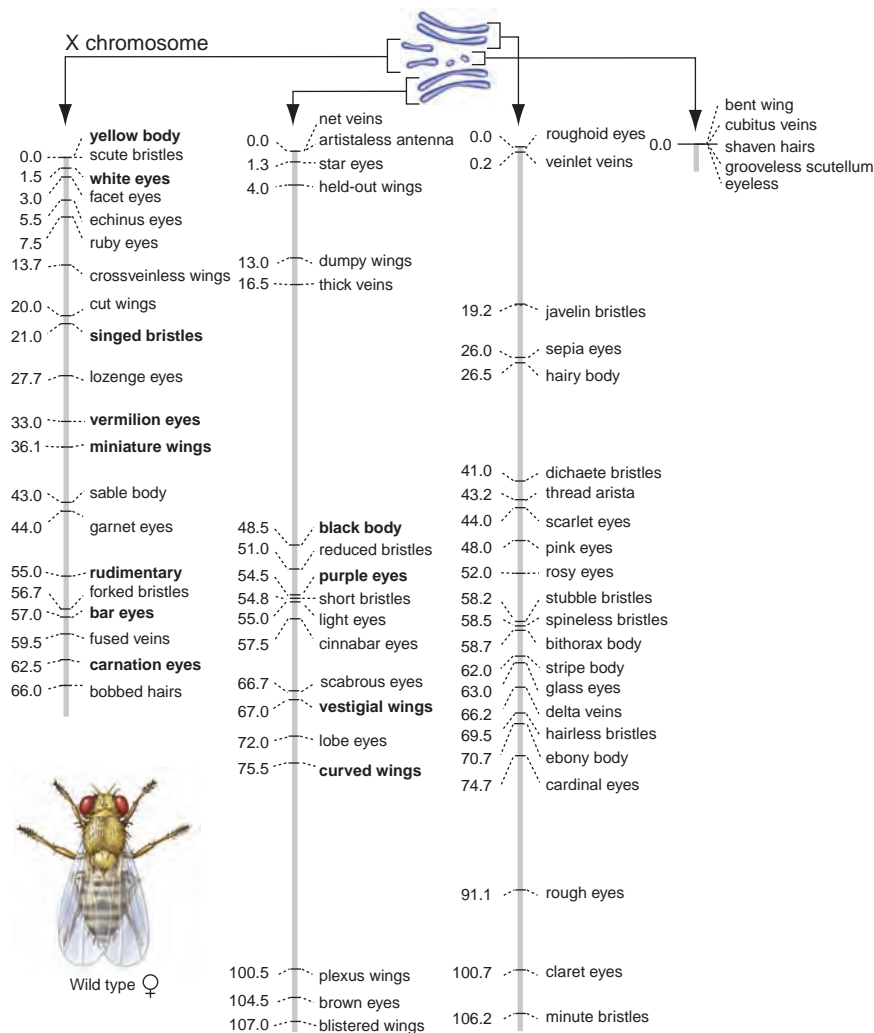 X chromosome
yellow body
0.0 scute bristles
1.5 white eyes
3.0 facet eyes
5.5 echinus eyes
7.5 ruby eyes
13.7 crossveinless wings
20.0 cut wings
21.0 singed bristles
27.7 lozenge eyes
33.0 vermilion eyes
36.1 miniature wings
43.0 sable body
44.0 garnet eyes
55.0 rudimentary
56.7 forked bristles
57.0 bar eyes
59.5 fused veins
62.5 carnation eyes
66.0 bobbed hairs
net veins
0.0 artistaless antenna
1.3 star eyes
4.0 held-out wings
13.0 dumpy wings
16.5 thick veins
48.5 black body
51.0 reduced bristles
54.5 purple eyes
54.8 short bristles
55.0 light eyes
57.5 cinnabar eyes
66.7 scabrous eyes
67.0 vestigial wings
72.0 lobe eyes
75.5 curved wings
100.5 plexus wings
104.5 brown eyes
107.0 blistered wings
0.0 roughoid eyes
0.2 veinlet veins
19.2 javelin bristles
26.0 sepia eyes
26.5 hairy body
41.0 dichaete bristles
43.2 thread arista
44.0 scarlet eyes
48.0 pink eyes
52.0 rosy eyes
58.2 stubble bristles
58.5 spineless bristles
58.7 bithorax body
62.0 stripe body
63.0 glass eyes
66.2 delta veins
69.5 hairless bristles
70.7 ebony body
74.7 cardinal eyes
91.1 rough eyes
100.7 claret eyes
106.2 minute bristles
bent wing
cubitus veins
0.0 shaven hairs
grooveless scutellum
eyeless
Wild type ♀